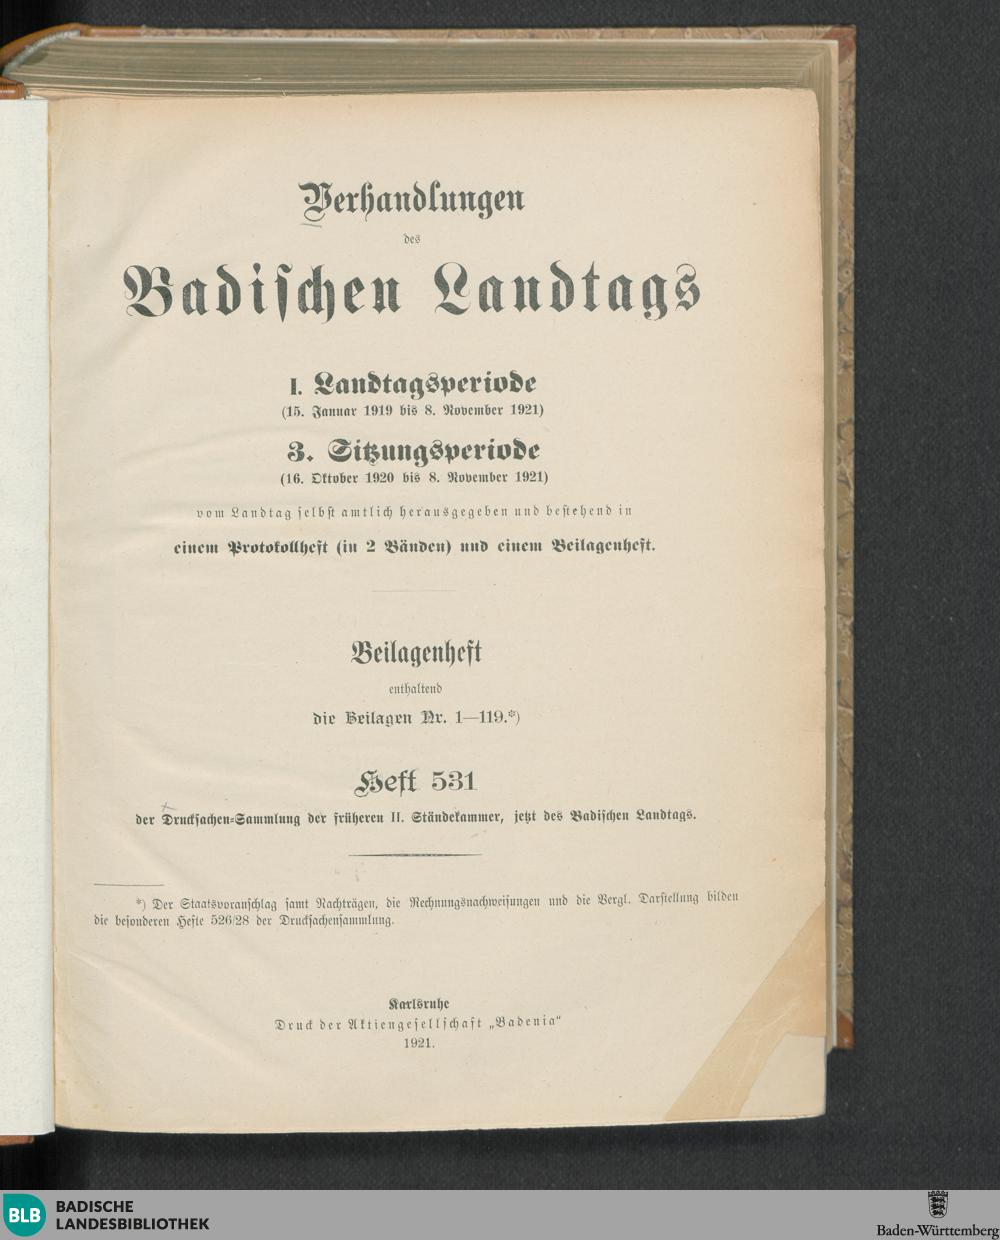 Verhandlungen
des
Badischen Landtags
I. Landtagsperiode
(15. Januar 1919 bis 8. November 1921)
3. Sitzungsperiode
(16. Oktober 1920 bis 8. November 1921)
vom Landtag selbst amtlich herausgegeben und bestehend in
einem Protokollheft (in 2 Bänden) und einem Beilagenheft.
Beilagenheft
enthaltend
die Beilagen Nr. 1—119.*)
Heft 531
der Drucksachen-Sammlung der früheren II. Ständekammer, jetzt des Badischen Landtags.
*) Der Staatsvoranschlag samt Nachträgen, die Rechnungsnachweisungen und die Vergl. Darstellung bilden
die besonderen Hefte 526/28 der Drucksachensammlung.
Karlsruhe
Druck der Aktiengesellschaft „Badenia“
1921.
BLB BADISCHE
LANDESBIBLIOTHEK
Baden-Württemberg